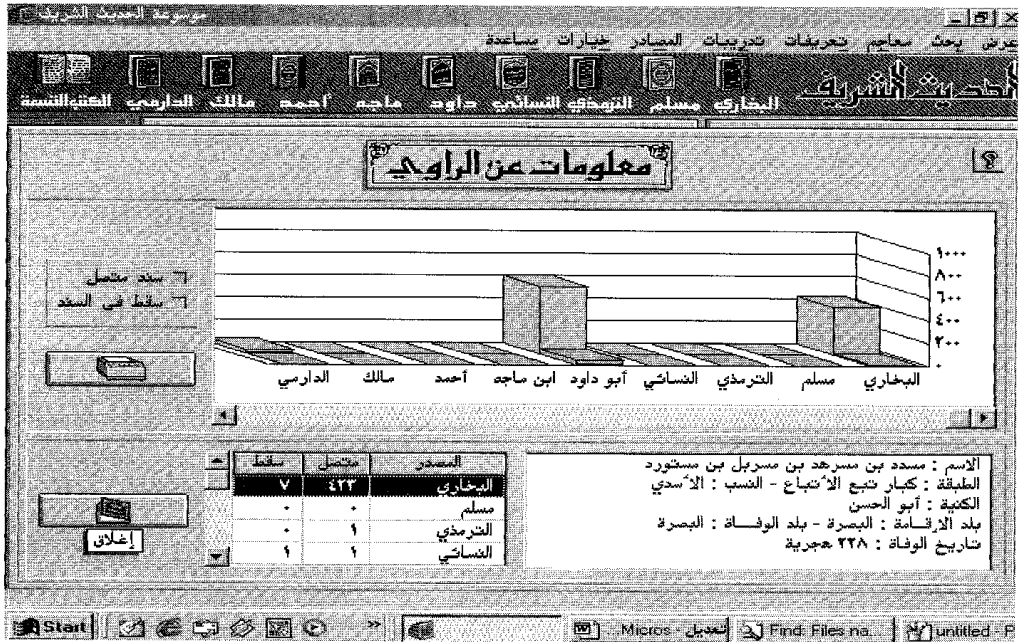 موسوعة الحديث الشريف
عرض بحث معاجم تعريفات تدريبات المصادر خيارات مساعدة
الحديث الشريف
البخاري مسلم الترمذي النسائي داود ماجه أحمد مالك الدارمي الكتب التسعة
معلومات عن الراوي
سند متصل
سقط في السند
١٠٠٠
٨٠٠
٦٠٠
٤٠٠
٢٠٠
٠
البخاري مسلم الترمذي النسائي أبو داود ابن ماجه أحمد مالك الدارمي
الاسم : مسدد بن مسرهد بن مسربل بن مستورد
الطبقة : كبار تبع الأتباع - النسب : الأسدي
الكنية : أبو الحسن
بلد الإقامة : البصرة - بلد الوفاة : البصرة
تاريخ الوفاة : ٢٢٨ هجرية
المصدر متصل سقط
البخاري ٤٢٣ ٧
مسلم ٠ ٠
الترمذي ١ ٠
النسائي ١ ١
إغلاق
Start
Micros - تعديل...
Find: Files na...
untitled - P